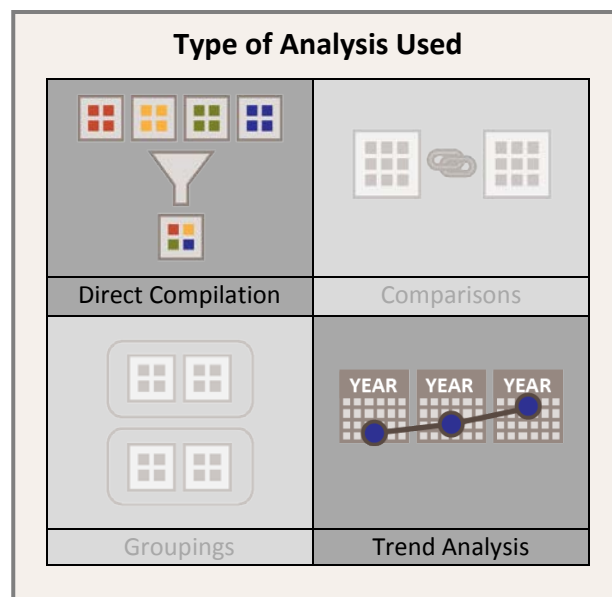 Type of Analysis Used
Direct Compilation
Comparisons
YEAR YEAR YEAR
Groupings
Trend Analysis